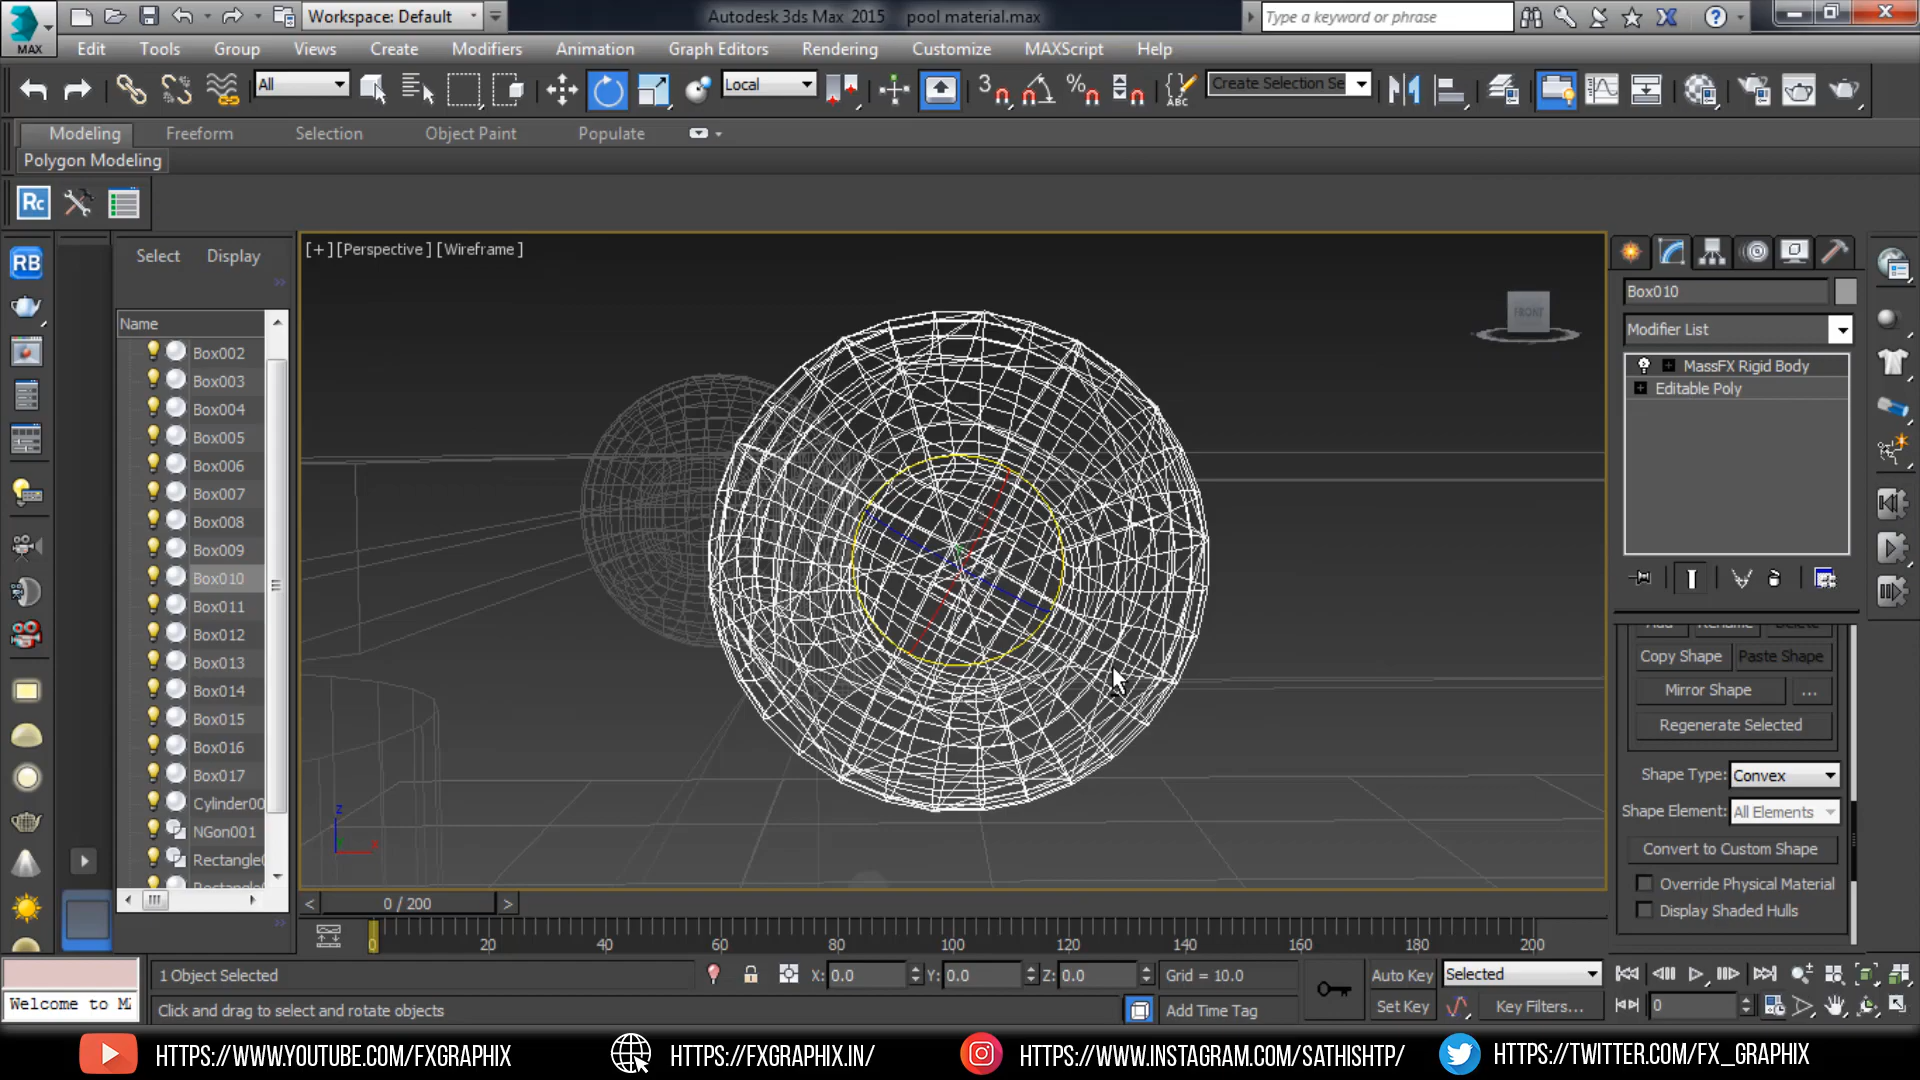 Workspace: Default
Autodesk 3ds Max 2015    pool material.max
Type a keyword or phrase
MAX
Edit Tools Group Views Create Modifiers Animation Graph Editors Rendering Customize MAXScript Help
All
Local
3
%
ABC
Create Selection Se
Modeling Freeform Selection Object Paint Populate
Polygon Modeling
Rc
RB
Select Display
Name
Box002
Box003
Box004
Box005
Box006
Box007
Box008
Box009
Box010
Box011
Box012
Box013
Box014
Box015
Box016
Box017
Cylinder00
NGon001
[+][Perspective][Wireframe]
FRONT
z
x
Box010
Modifier List
MassFX Rigid Body
Editable Poly
Copy Shape Paste Shape
Mirror Shape ...
Regenerate Selected
Shape Type: Convex
Shape Element: All Elements
Convert to Custom Shape
Override Physical Material
Display Shaded Hulls
< 0 / 200 >
0 20 40 60 80 100 120 140 160 180 200
1 Object Selected
X: 0.0 Y: 0.0 Z: 0.0 Grid = 10.0
Auto Key Selected
Click and drag to select and rotate objects
Add Time Tag
Set Key Key Filters... 0
HTTPS://WWW.YOUTUBE.COM/FXGRAPHIX
HTTPS://FXGRAPHIX.IN/
HTTPS://WWW.INSTAGRAM.COM/SATHISHTP/
HTTPS://TWITTER.COM/FX_GRAPHIX